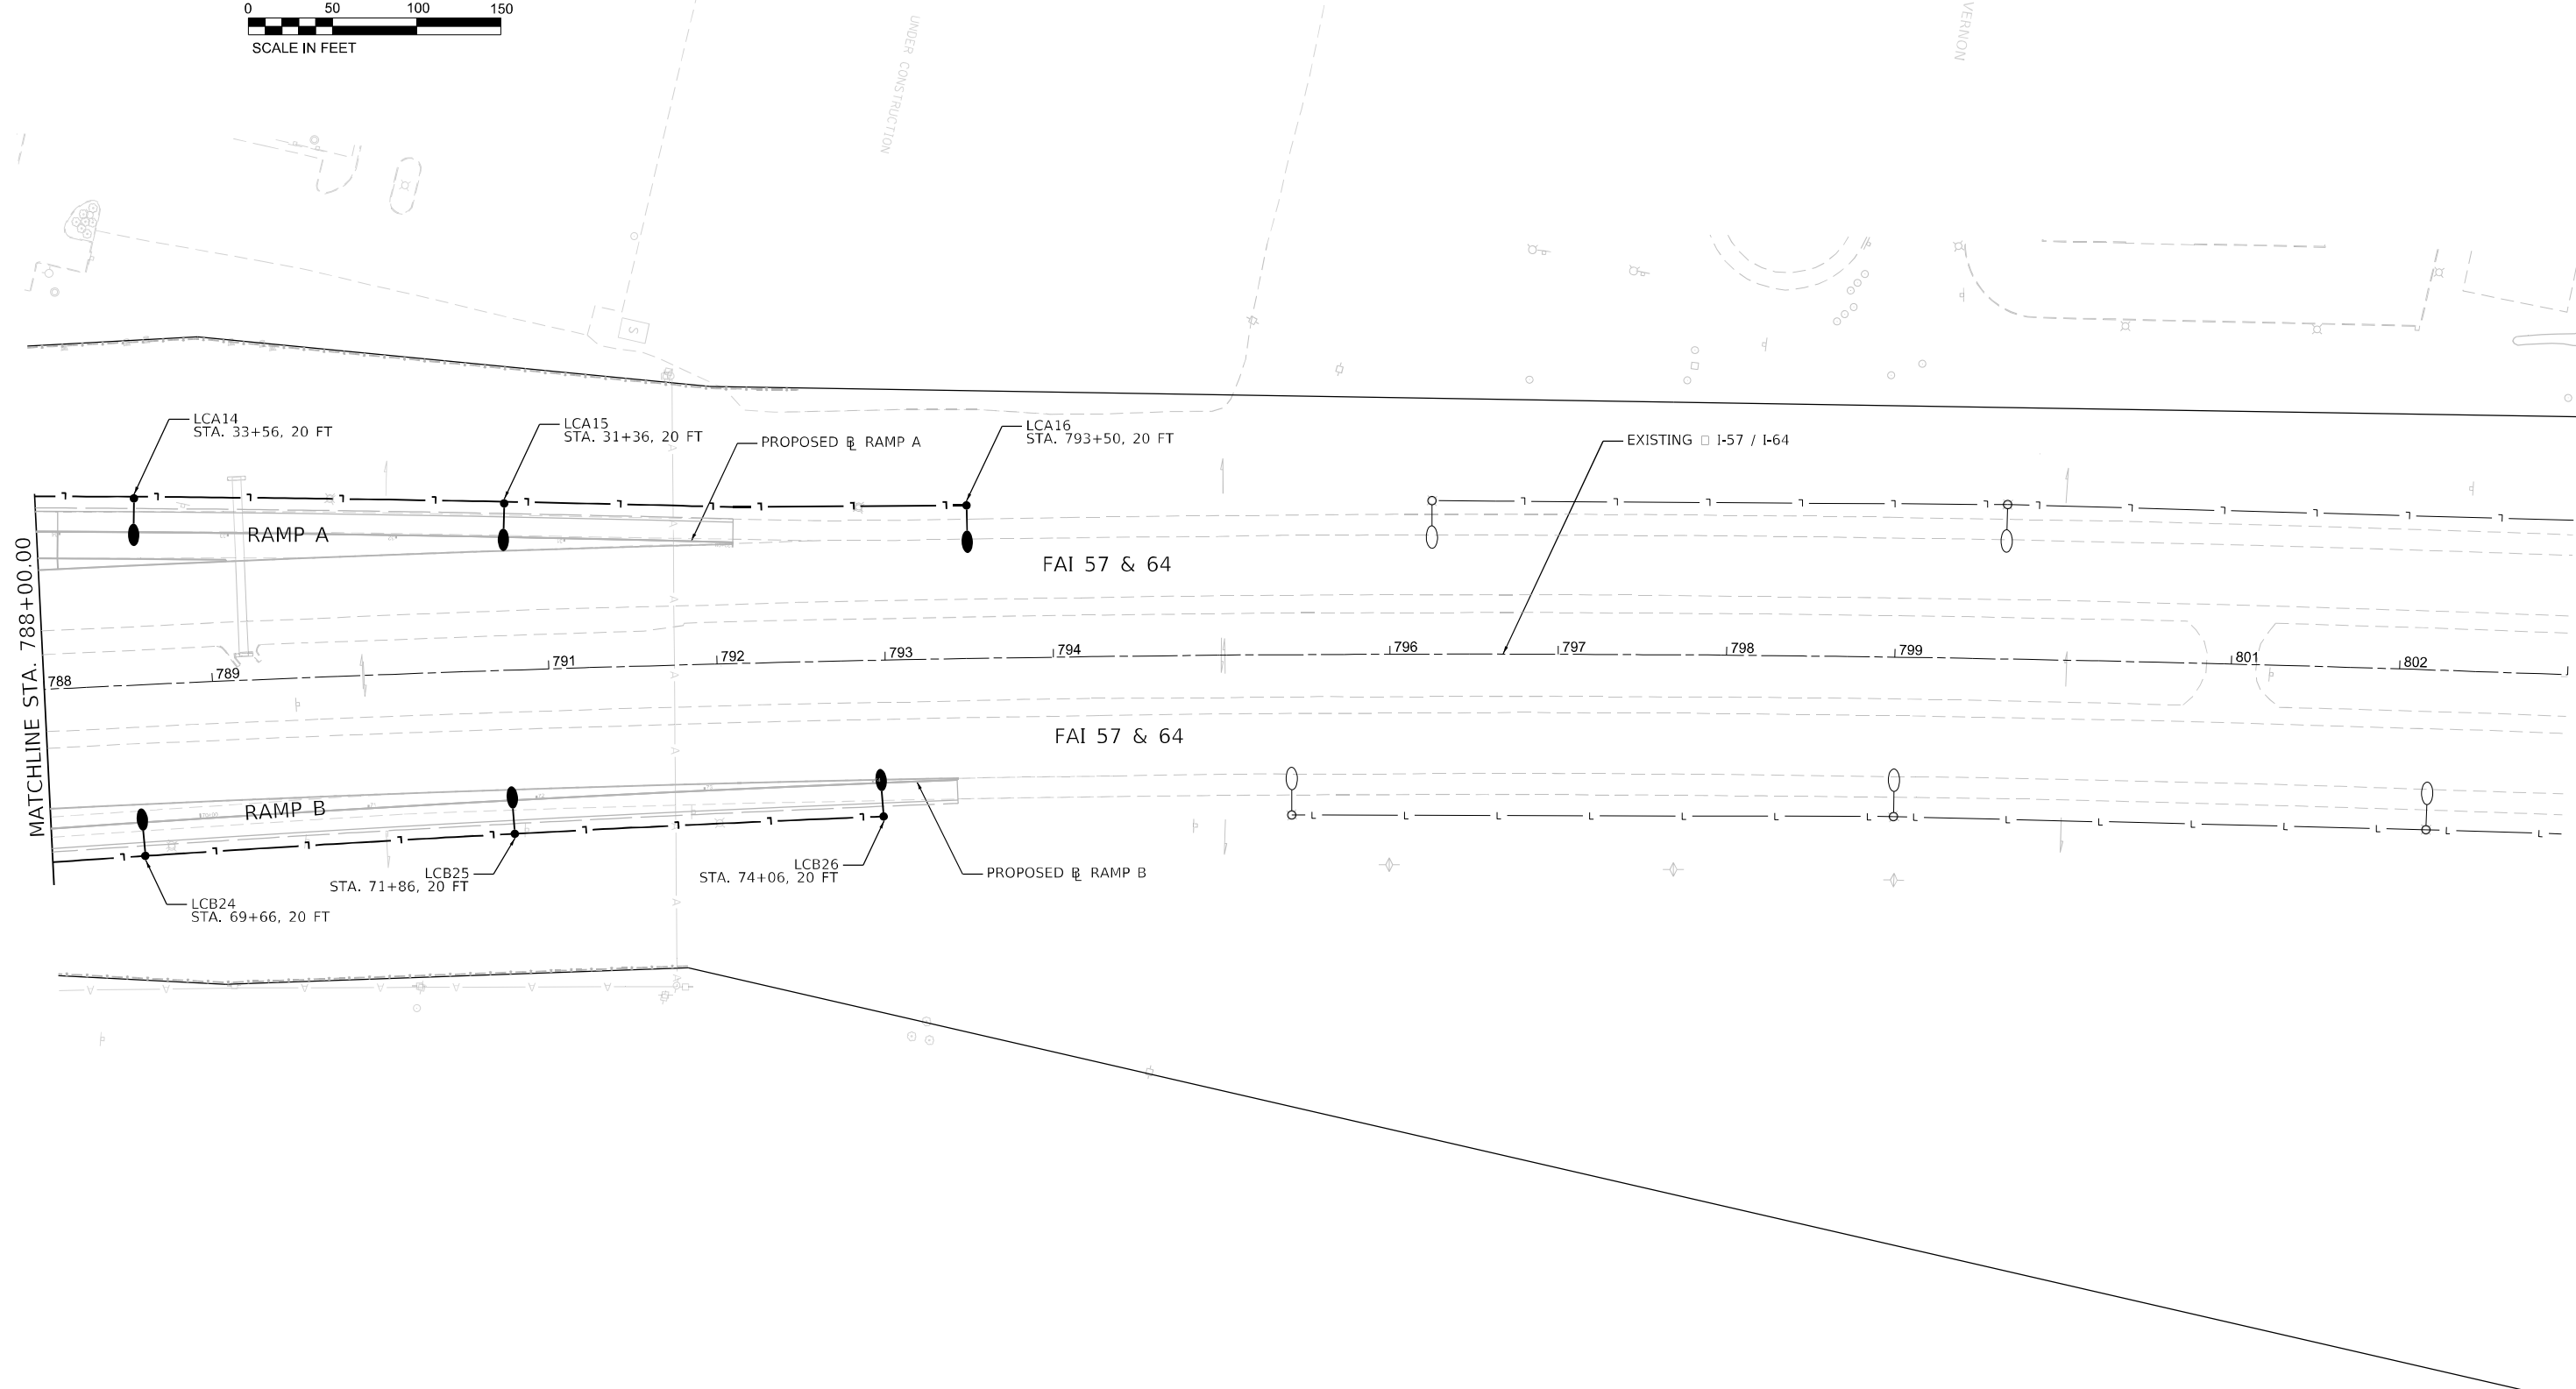 0 50 100 150
SCALE IN FEET
UNDER CONSTRUCTION
VERNON
S
LCA14
STA. 33+56, 20 FT
LCA15
STA. 31+36, 20 FT
PROPOSED ℄ RAMP A
LCA16
STA. 793+50, 20 FT
EXISTING □ I-57 / I-64
RAMP A
FAI 57 & 64
MATCHLINE STA. 788+00.00
788 789 791 792 793 794 796 797 798 799 801 802
FAI 57 & 64
RAMP B
LCB24
STA. 69+66, 20 FT
LCB25
STA. 71+86, 20 FT
LCB26
STA. 74+06, 20 FT
PROPOSED ℄ RAMP B